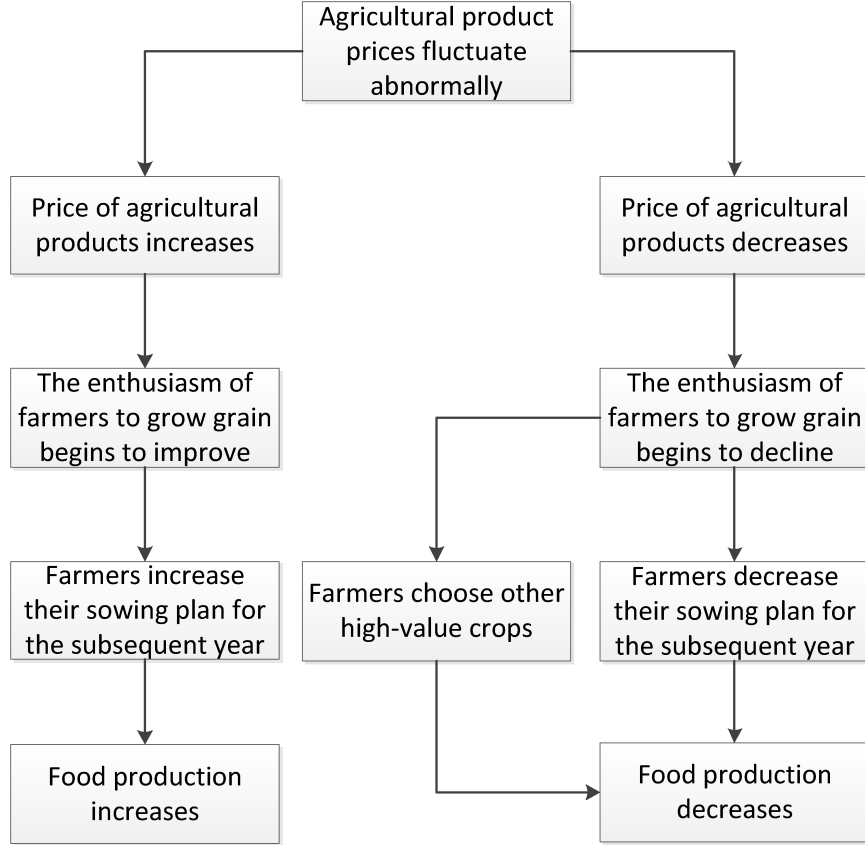 Agricultural product
prices fluctuate
abnormally
Price of agricultural
products increases
Price of agricultural
products decreases
The enthusiasm of
farmers to grow grain
begins to improve
The enthusiasm of
farmers to grow grain
begins to decline
Farmers increase
their sowing plan for
the subsequent year
Farmers choose other
high-value crops
Farmers decrease
their sowing plan for
the subsequent year
Food production
increases
Food production
decreases